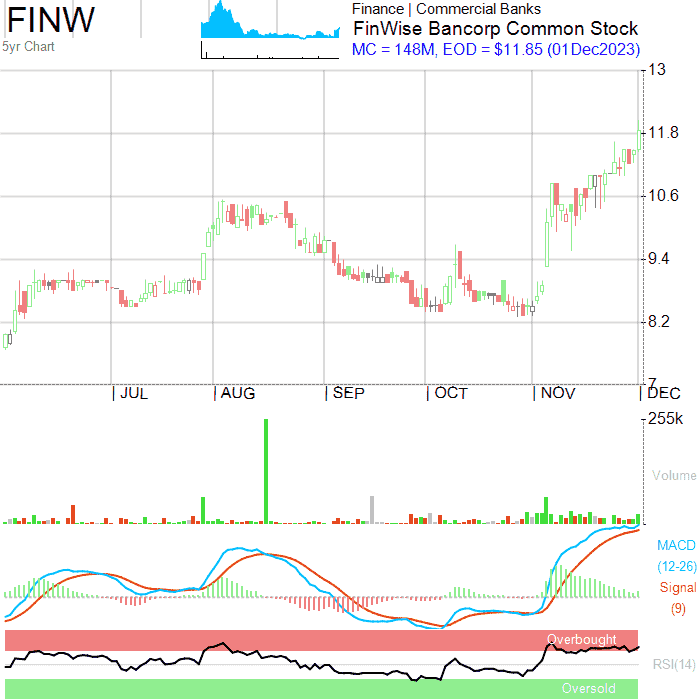 FINW
5yr Chart
Finance | Commercial Banks
FinWise Bancorp Common Stock
MC = 148M, EOD = $11.85 (01Dec2023)
13
11.8
10.6
9.4
8.2
7
JUL
AUG
SEP
OCT
NOV
DEC
255k
Volume
MACD
(12-26)
Signal
(9)
Overbought
RSI(14)
Oversold